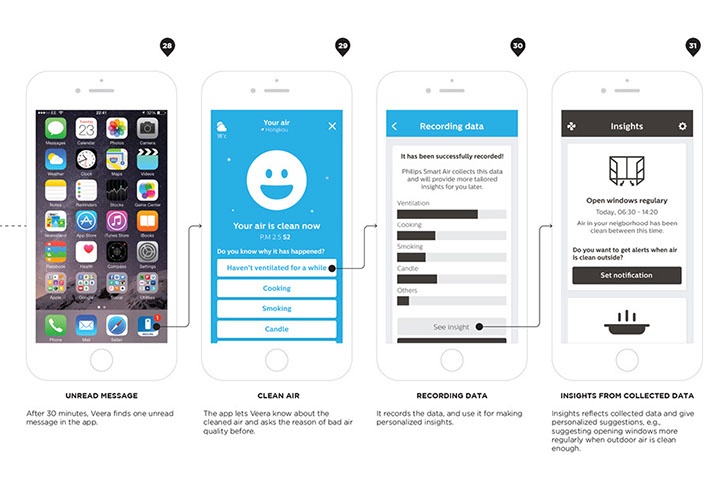 28
29
30
31
22:41
32%
Tuesday
23
Messages
Calendar
Photos
Camera
Weather
Clock
Maps
Videos
Notes
Reminders
Stocks
Game Center
Newsstand
App Store
iTunes Store
iBooks
Passbook
Health
Compass
Settings
Apple
Google
Social
Utilities
1
Phone
Mail
Safari
Your air
Hongkou
Your air is clean now
P.M 2.5 52
Do you know why it has happened?
Haven't ventilated for a while
Cooking
Smoking
Candle
Recording data
It has been successfully recorded!
Philips Smart Air collects this data
and will provide more tailored
Insights for you later.
Ventilation
Cooking
Smoking
Candle
Others
See insight
Insights
Open windows regulary
Today, 06:30 - 14:20
Air in your neigborhood has been
clean between this time.
Do you want to get alerts when air
is clean outside?
Set notification
UNREAD MESSAGE
After 30 minutes, Veera finds one unread
message in the app.
CLEAN AIR
The app lets Veera know about the
cleaned air and asks the reason of bad air
quality before.
RECORDING DATA
It records the data, and use it for making
personalized insights.
INSIGHTS FROM COLLECTED DATA
Insights reflects collected data and give
personalized suggestions, e.g.,
suggesting opening windows more
regularly when outdoor air is clean
enough.